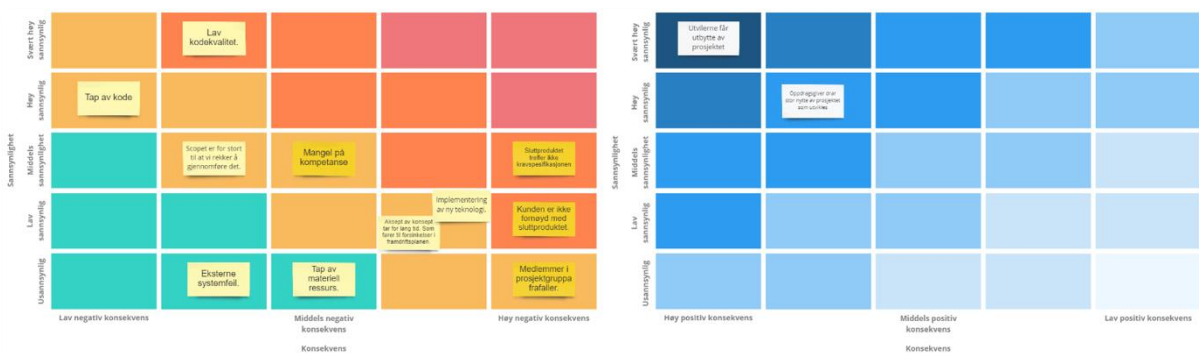 Sannsynlighet
Svært høy
sannsynlig
Høy
sannsynlig
Middels
sannsynlighet
Lav
sannsynlig
Usannsynlig
Lav
kodekvalitet.
Tap av kode
Scopet er for stort
til at vi rekker å
gjennomføre det.
Mangel på
kompetanse
Sluttproduktet
treffer ikke
kravspesifikasjonen
Implementering
av ny teknologi.
Aksept av konsept
tar for lang tid. Som
fører til forsinkelser i
framdriftsplanen
Kunden er ikke
fornøyd med
sluttproduktet.
Eksterne
systemfeil.
Tap av
materiell
ressurs.
Medlemmer i
prosjektgruppa
frafaller.
Lav negativ konsekvens
Middels negativ
konsekvens
Høy negativ konsekvens
Konsekvens
Sannsynlighet
Svært høy
sannsynlig
Høy
sannsynlig
Middels
sannsynlighet
Lav
sannsynlig
Usannsynlig
Utvilerne får
utbytte av
prosjektet
Oppdragsgiver drar
stor nytte av prosjektet
som utvikles
Høy positiv konsekvens
Middels positiv
konsekvens
Lav positiv konsekvens
Konsekvens